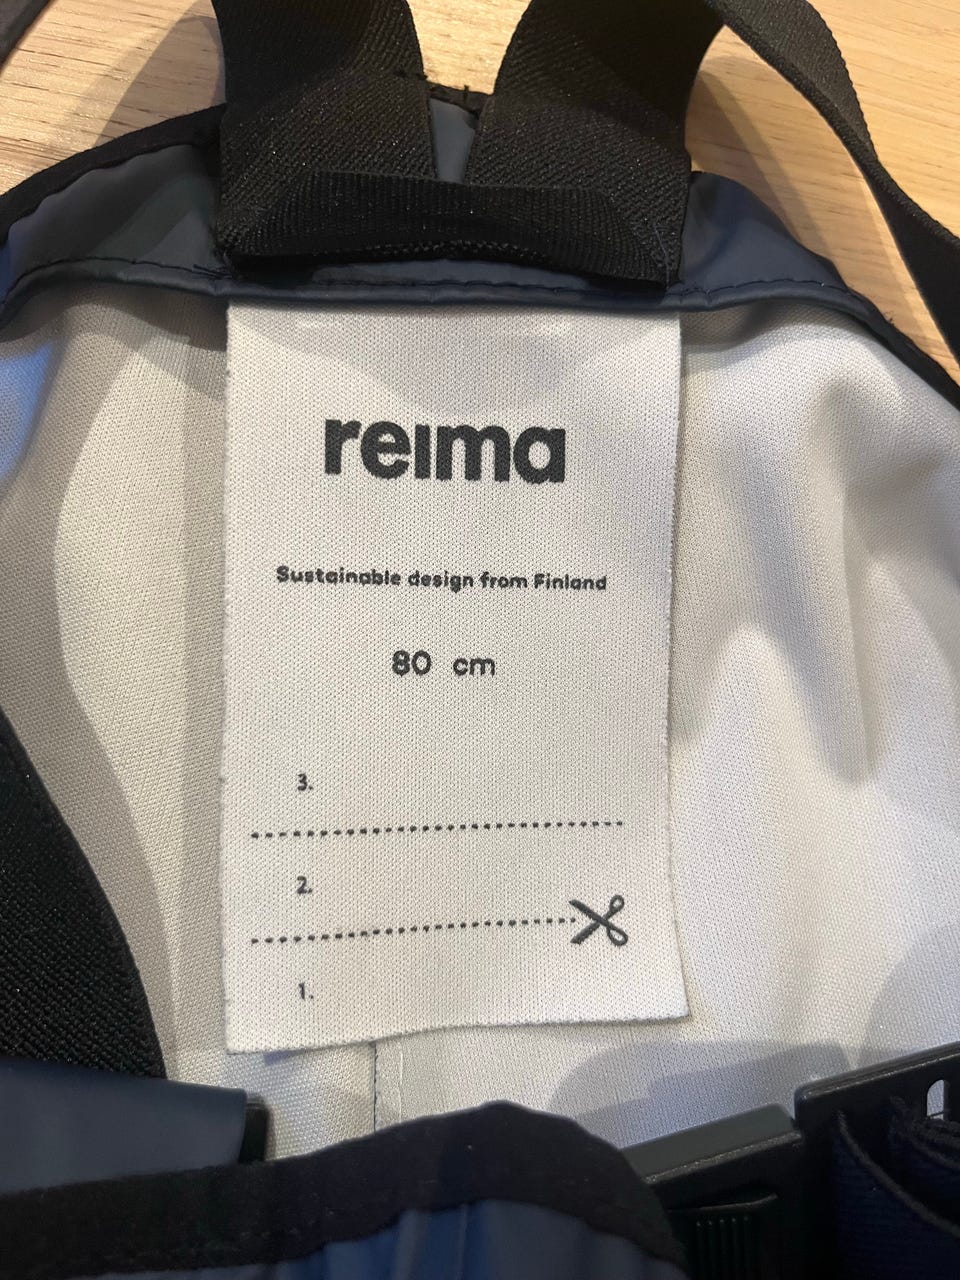 reima
Sustainable design from Finland
80 cm
3.
2.
1.